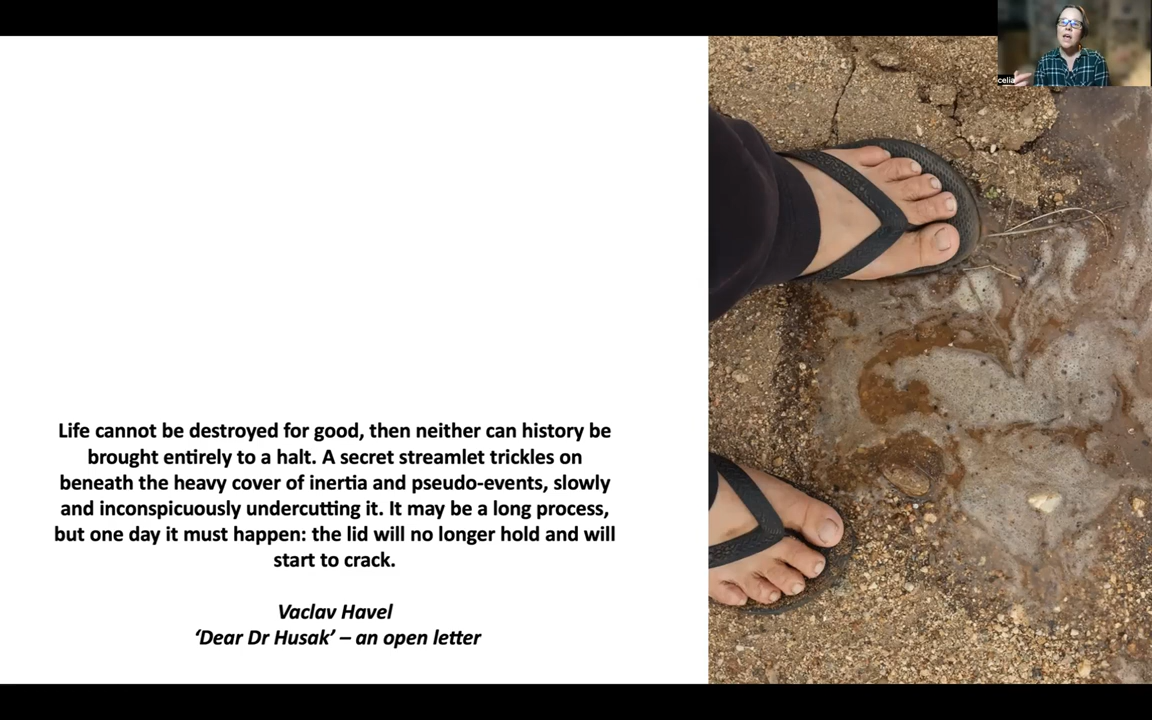 celia
Life cannot be destroyed for good, then neither can history be
brought entirely to a halt. A secret streamlet trickles on
beneath the heavy cover of inertia and pseudo-events, slowly
and inconspicuously undercutting it. It may be a long process,
but one day it must happen: the lid will no longer hold and will
start to crack.
Vaclav Havel
‘Dear Dr Husak’ – an open letter